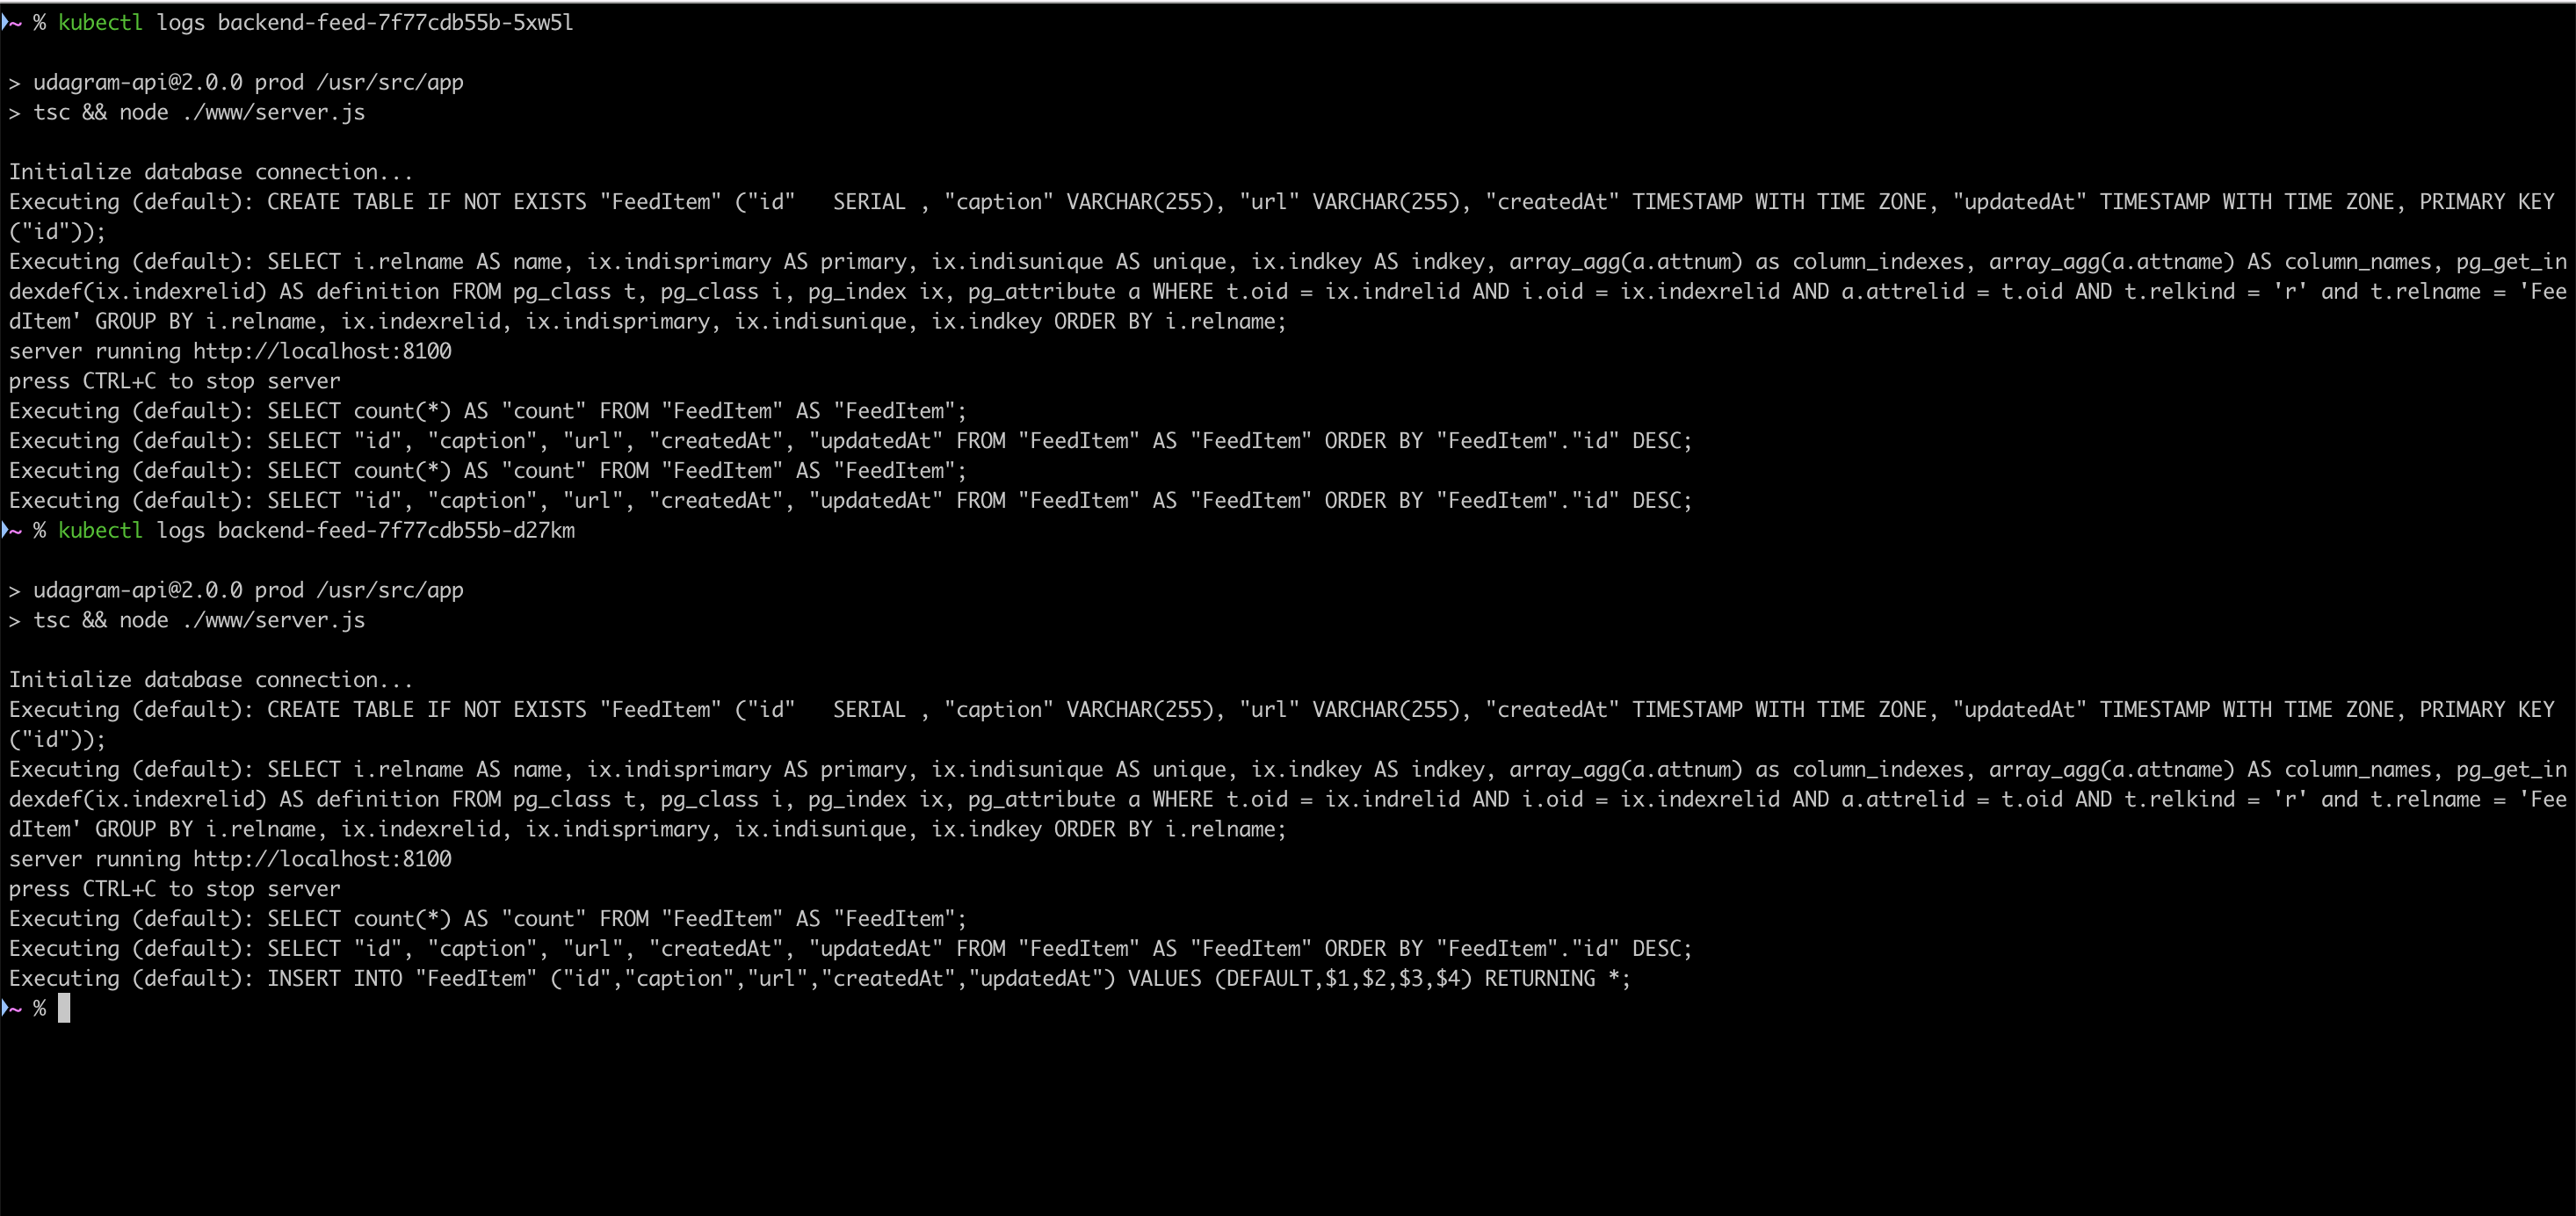 ~ % kubectl logs backend-feed-7f77cdb55b-5xw5l
> udagram-api@2.0.0 prod /usr/src/app
> tsc && node ./www/server.js
Initialize database connection...
Executing (default): CREATE TABLE IF NOT EXISTS "FeedItem" ("id"   SERIAL , "caption" VARCHAR(255), "url" VARCHAR(255), "createdAt" TIMESTAMP WITH TIME ZONE, "updatedAt" TIMESTAMP WITH TIME ZONE, PRIMARY KEY
("id"));
Executing (default): SELECT i.relname AS name, ix.indisprimary AS primary, ix.indisunique AS unique, ix.indkey AS indkey, array_agg(a.attnum) as column_indexes, array_agg(a.attname) AS column_names, pg_get_in
dexdef(ix.indexrelid) AS definition FROM pg_class t, pg_class i, pg_index ix, pg_attribute a WHERE t.oid = ix.indrelid AND i.oid = ix.indexrelid AND a.attrelid = t.oid AND t.relkind = 'r' and t.relname = 'Fee
dItem' GROUP BY i.relname, ix.indexrelid, ix.indisprimary, ix.indisunique, ix.indkey ORDER BY i.relname;
server running http://localhost:8100
press CTRL+C to stop server
Executing (default): SELECT count(*) AS "count" FROM "FeedItem" AS "FeedItem";
Executing (default): SELECT "id", "caption", "url", "createdAt", "updatedAt" FROM "FeedItem" AS "FeedItem" ORDER BY "FeedItem"."id" DESC;
Executing (default): SELECT count(*) AS "count" FROM "FeedItem" AS "FeedItem";
Executing (default): SELECT "id", "caption", "url", "createdAt", "updatedAt" FROM "FeedItem" AS "FeedItem" ORDER BY "FeedItem"."id" DESC;
~ % kubectl logs backend-feed-7f77cdb55b-d27km
> udagram-api@2.0.0 prod /usr/src/app
> tsc && node ./www/server.js
Initialize database connection...
Executing (default): CREATE TABLE IF NOT EXISTS "FeedItem" ("id"   SERIAL , "caption" VARCHAR(255), "url" VARCHAR(255), "createdAt" TIMESTAMP WITH TIME ZONE, "updatedAt" TIMESTAMP WITH TIME ZONE, PRIMARY KEY
("id"));
Executing (default): SELECT i.relname AS name, ix.indisprimary AS primary, ix.indisunique AS unique, ix.indkey AS indkey, array_agg(a.attnum) as column_indexes, array_agg(a.attname) AS column_names, pg_get_in
dexdef(ix.indexrelid) AS definition FROM pg_class t, pg_class i, pg_index ix, pg_attribute a WHERE t.oid = ix.indrelid AND i.oid = ix.indexrelid AND a.attrelid = t.oid AND t.relkind = 'r' and t.relname = 'Fee
dItem' GROUP BY i.relname, ix.indexrelid, ix.indisprimary, ix.indisunique, ix.indkey ORDER BY i.relname;
server running http://localhost:8100
press CTRL+C to stop server
Executing (default): SELECT count(*) AS "count" FROM "FeedItem" AS "FeedItem";
Executing (default): SELECT "id", "caption", "url", "createdAt", "updatedAt" FROM "FeedItem" AS "FeedItem" ORDER BY "FeedItem"."id" DESC;
Executing (default): INSERT INTO "FeedItem" ("id","caption","url","createdAt","updatedAt") VALUES (DEFAULT,$1,$2,$3,$4) RETURNING *;
~ %